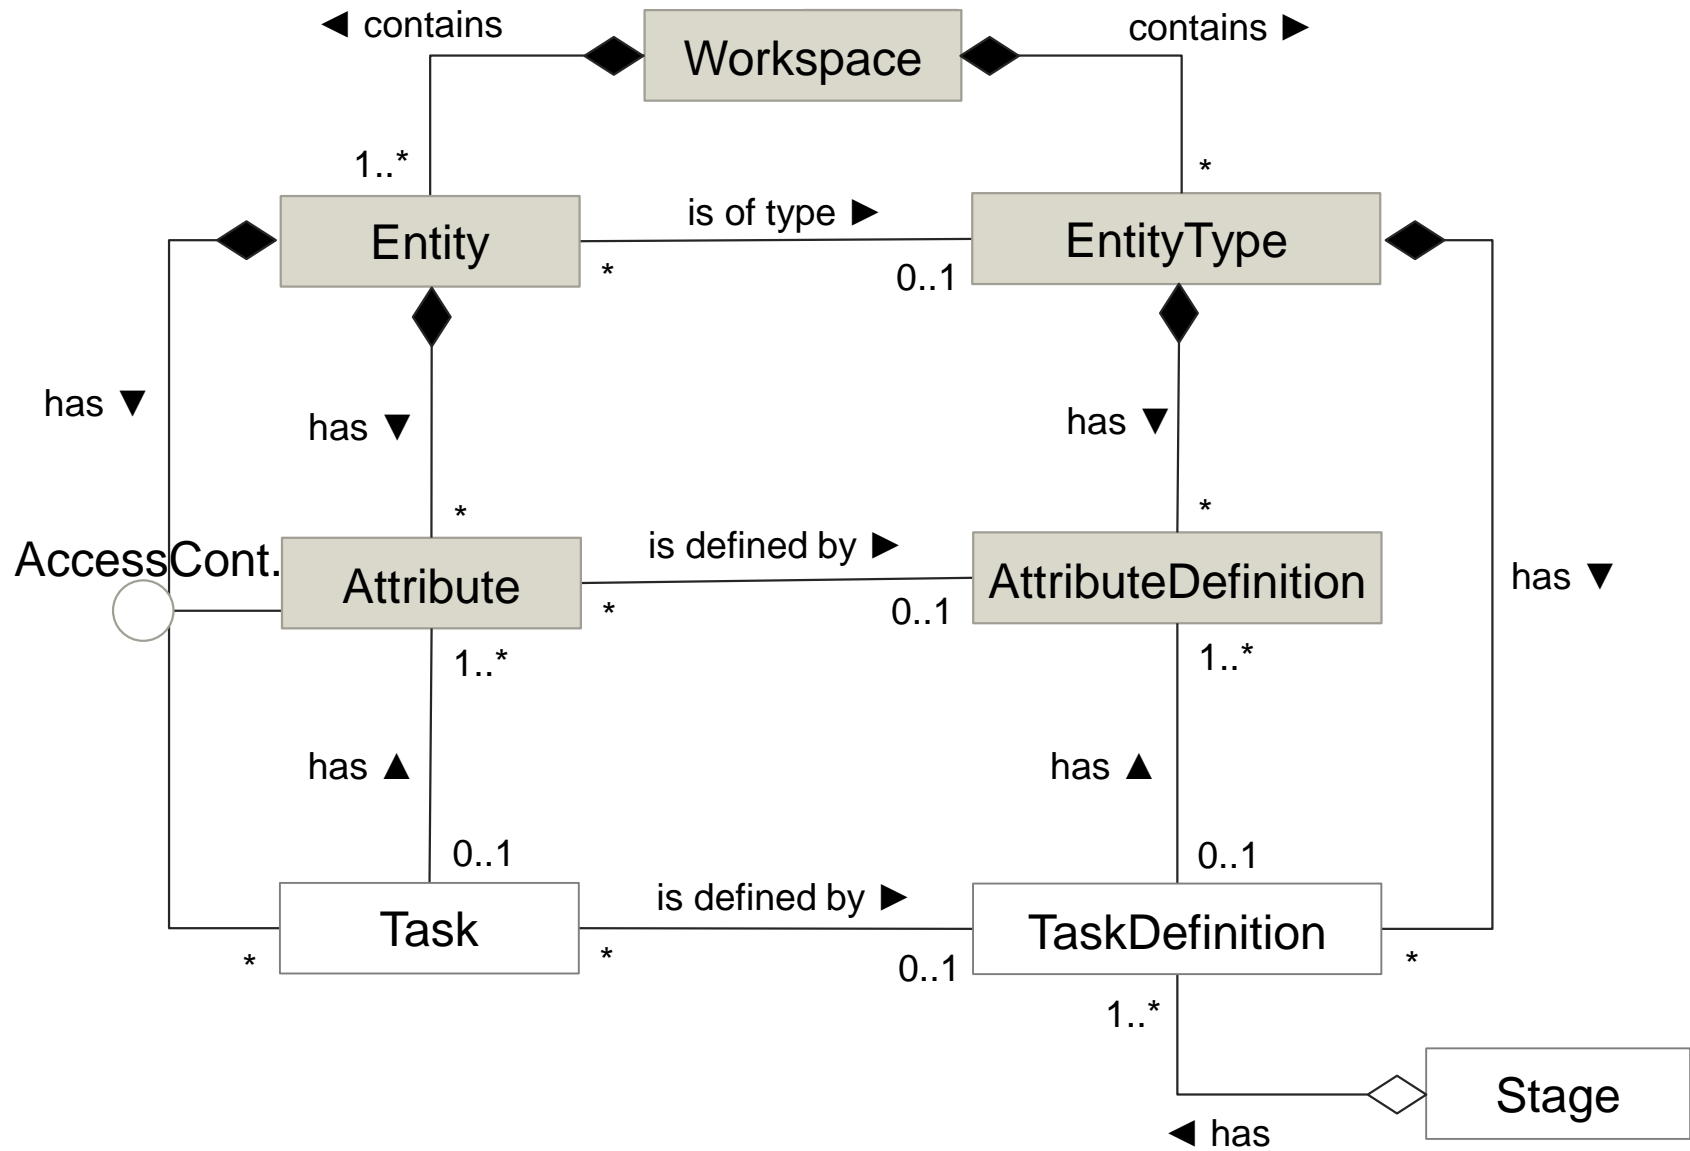 ◄ contains
Workspace
contains ►
1..*
*
Entity
is of type ►
EntityType
*
0..1
has ▼
has ▼
has ▼
*
*
AccessCont.
Attribute
is defined by ►
AttributeDefinition
has ▼
*
0..1
1..*
1..*
has ▲
has ▲
0..1
0..1
Task
is defined by ►
TaskDefinition
*
*
0..1
*
1..*
Stage
◄ has